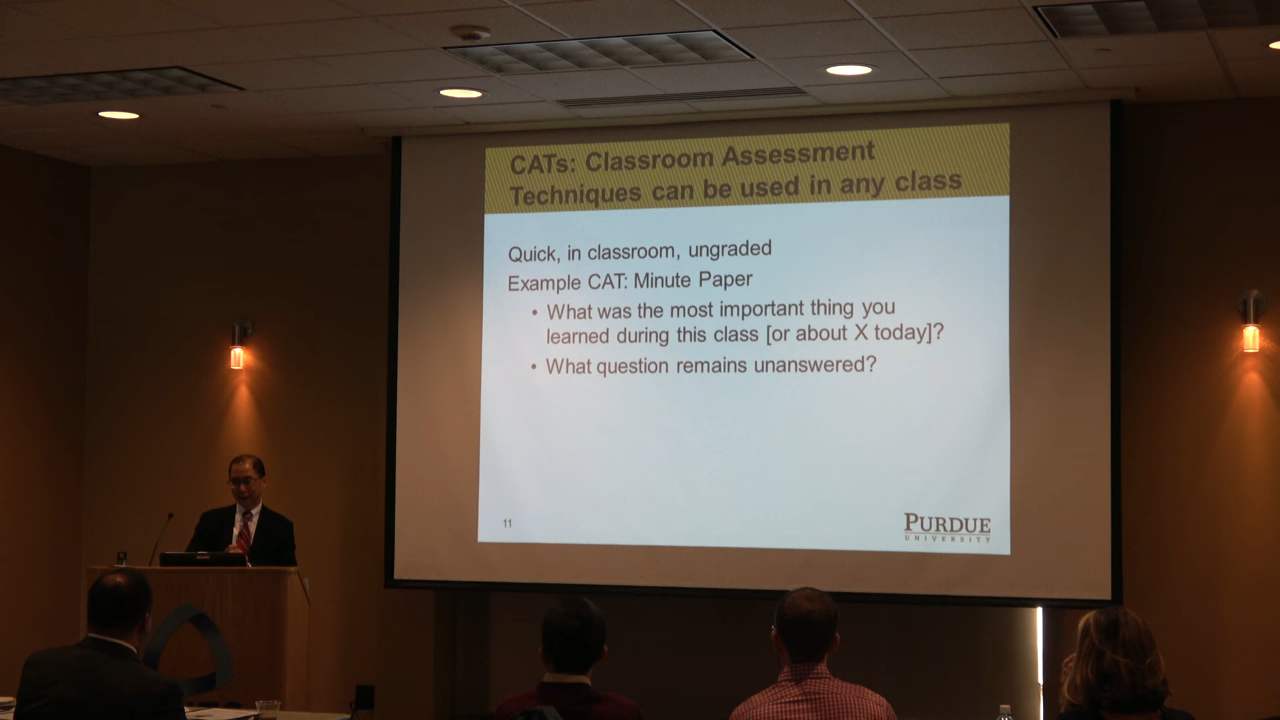 CATs: Classroom Assessment
Techniques can be used in any class
Quick, in classroom, ungraded
Example CAT: Minute Paper
• What was the most important thing you
learned during this class [or about X today]?
• What question remains unanswered?
11
PURDUE
UNIVERSITY